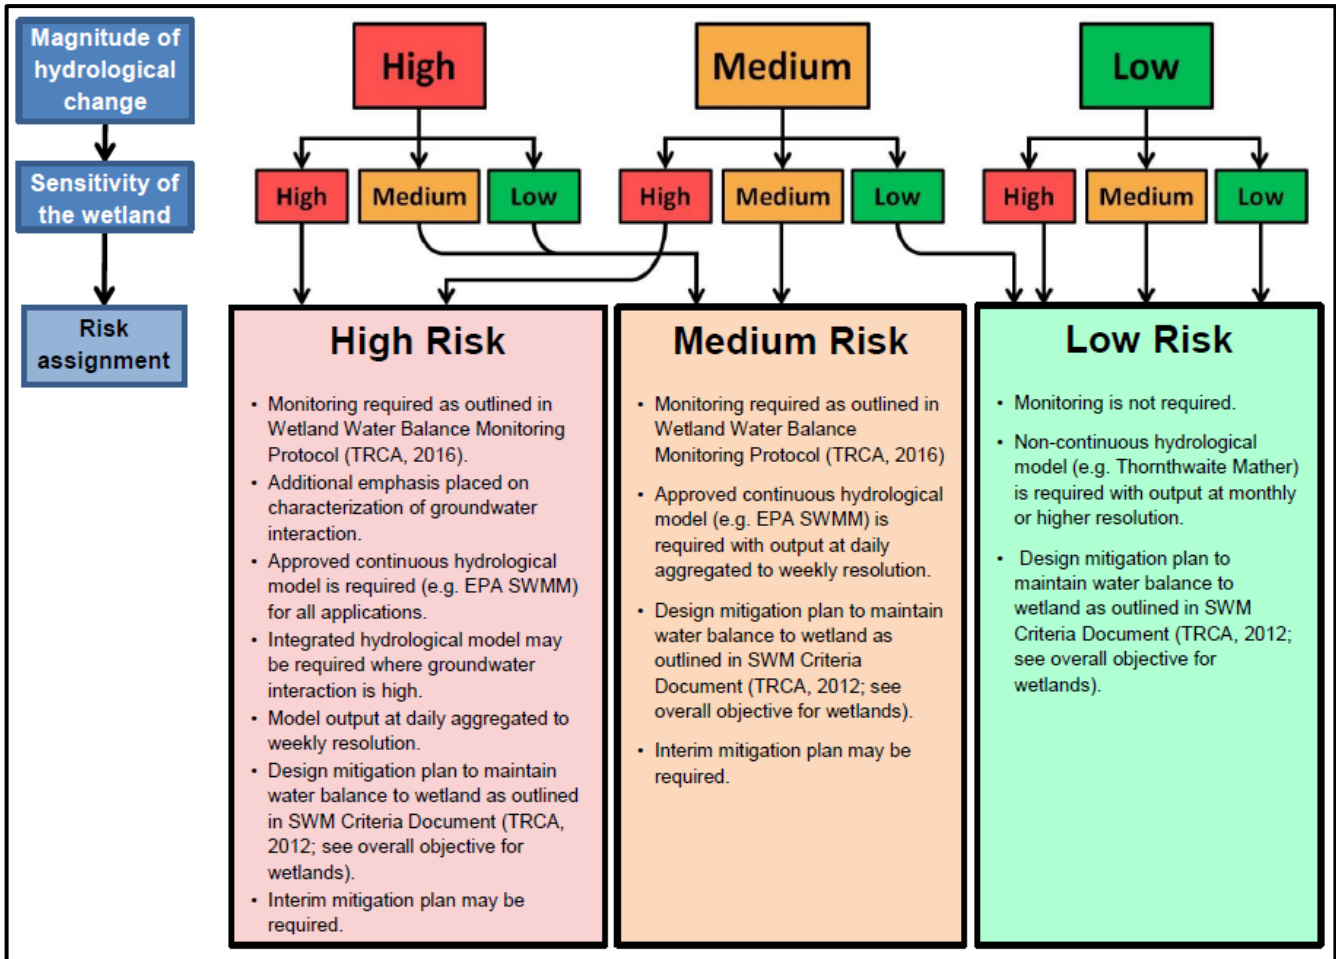 Magnitude of
hydrological
change
High
Medium
Low
Sensitivity of
the wetland
High
Medium
Low
High
Medium
Low
High
Medium
Low
Risk
assignment
High Risk
• Monitoring required as outlined in
Wetland Water Balance Monitoring
Protocol (TRCA, 2016).
• Additional emphasis placed on
characterization of groundwater
interaction.
• Approved continuous hydrological
model is required (e.g. EPA SWMM)
for all applications.
• Integrated hydrological model may
be required where groundwater
interaction is high.
• Model output at daily aggregated to
weekly resolution.
• Design mitigation plan to maintain
water balance to wetland as outlined
in SWM Criteria Document (TRCA,
2012; see overall objective for
wetlands).
• Interim mitigation plan may be
required.
Medium Risk
• Monitoring required as outlined in
Wetland Water Balance
Monitoring Protocol (TRCA, 2016)
• Approved continuous hydrological
model (e.g. EPA SWMM) is
required with output at daily
aggregated to weekly resolution.
• Design mitigation plan to maintain
water balance to wetland as
outlined in SWM Criteria
Document (TRCA, 2012; see
overall objective for wetlands).
• Interim mitigation plan may be
required.
Low Risk
• Monitoring is not required.
• Non-continuous hydrological
model (e.g. Thornthwaite Mather)
is required with output at monthly
or higher resolution.
• Design mitigation plan to
maintain water balance to
wetland as outlined in SWM
Criteria Document (TRCA, 2012;
see overall objective for
wetlands).